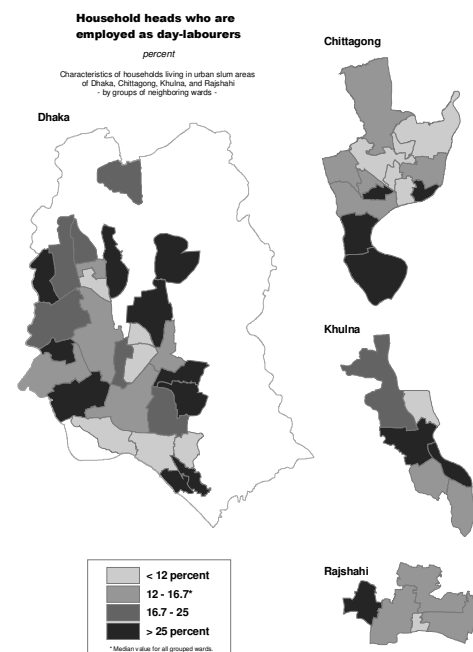 Household heads who are
employed as day-labourers
percent
Characteristics of households living in urban slum areas
of Dhaka, Chittagong, Khulna, and Rajshahi
- by groups of neighboring wards -
Dhaka
Chittagong
Khulna
Rajshahi
< 12 percent
12 - 16.7*
16.7 - 25
> 25 percent
* Median value for all grouped wards.